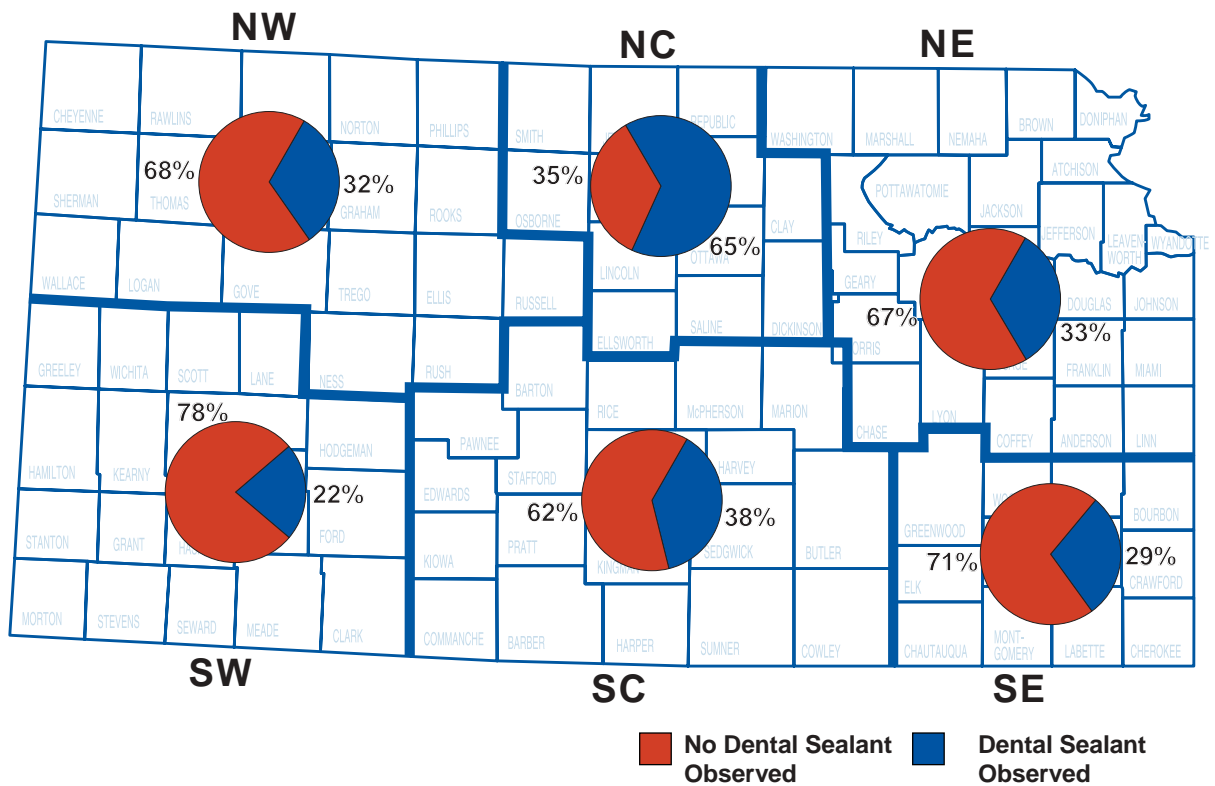 NW
NC
NE
CHEYENNE
RAWLINS
NORTON
PHILLIPS
SMITH
REPUBLIC
WASHINGTON
MARSHALL
NEMAHA
BROWN
DONIPHAN
ATCHISON
68%
32%
35%
65%
SHERMAN
THOMAS
GRAHAM
ROOKS
OSBORNE
OTTAWA
CLAY
RILEY
POTTAWATOMIE
JACKSON
JEFFERSON
LEAVEN-
WORTH
WYANDOTTE
WALLACE
LOGAN
GOVE
TREGO
ELLIS
RUSSELL
LINCOLN
GEARY
67%
33%
DOUGLAS
JOHNSON
ELLSWORTH
SALINE
DICKINSON
ORRIS
GREELEY
WICHITA
SCOTT
LANE
NESS
RUSH
BARTON
RICE
McPHERSON
MARION
CHASE
LYON
FRANKLIN
MIAMI
COFFEY
ANDERSON
LINN
78%
22%
HODGEMAN
PAWNEE
HAMILTON
KEARNY
STAFFORD
EDWARDS
HARVEY
62%
38%
STANTON
GRANT
HAS
FORD
KIOWA
PRATT
KINGMAN
SEDGWICK
BUTLER
GREENWOOD
WO
BOURBON
71%
29%
ELK
CRAWFORD
MORTON
STEVENS
SEWARD
MEADE
CLARK
COMMANCHE
BARBER
HARPER
SUMNER
COWLEY
CHAUTAUQUA
MONT-
GOMERY
LABETTE
CHEROKEE
SW
SC
SE
No Dental Sealant
Observed
Dental Sealant
Observed